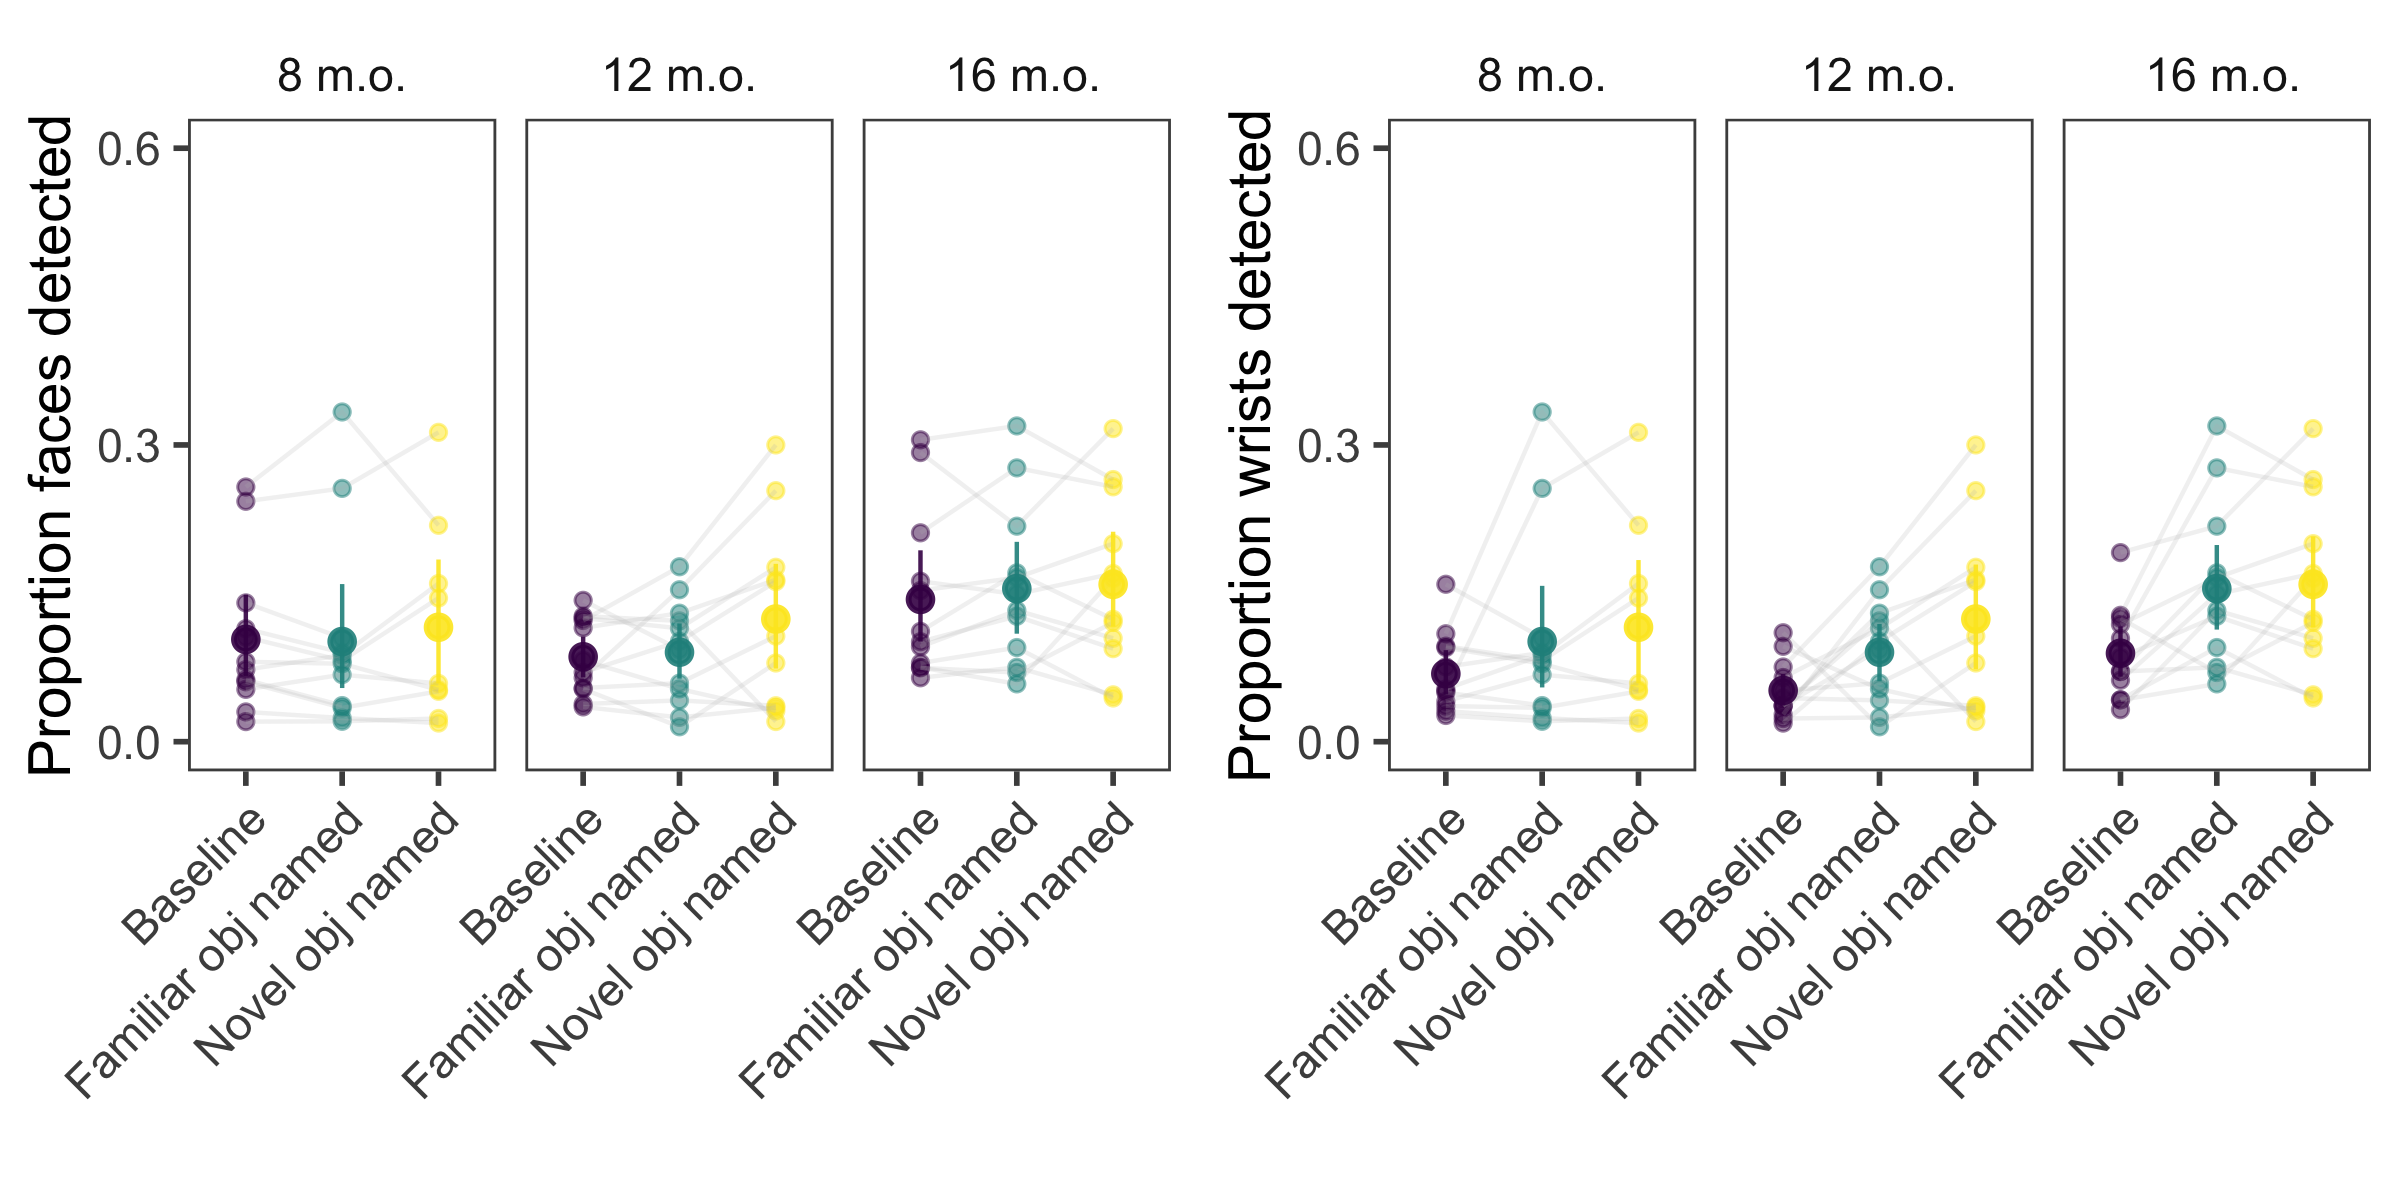 8 m.o.
12 m.o.
16 m.o.
Proportion faces detected
0.6
0.3
0.0
Baseline
Familiar obj named
Novel obj named
Baseline
Familiar obj named
Novel obj named
Baseline
Familiar obj named
Novel obj named
8 m.o.
12 m.o.
16 m.o.
Proportion wrists detected
0.6
0.3
0.0
Baseline
Familiar obj named
Novel obj named
Baseline
Familiar obj named
Novel obj named
Baseline
Familiar obj named
Novel obj named